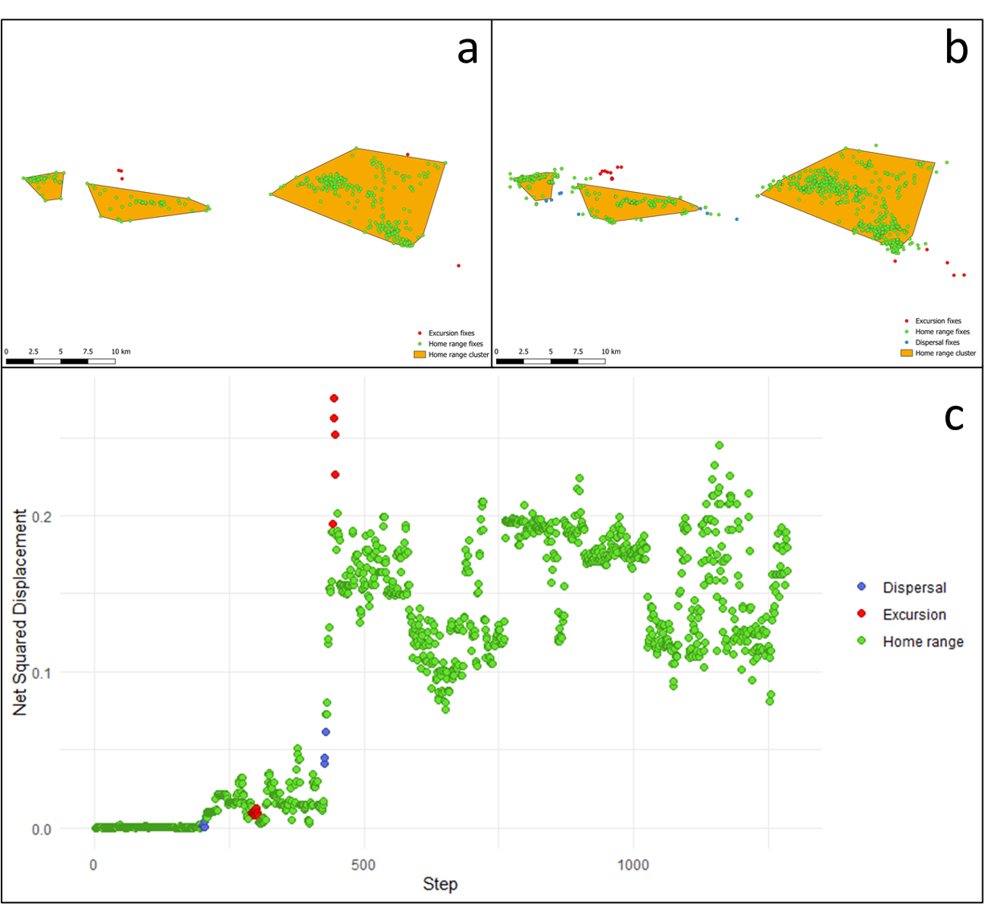 a
Excursion fixes
Home range fixes
Home range cluster
0 2.5 5 7.5 10 km
b
Excursion fixes
Home range fixes
Dispersal fixes
Home range cluster
0 2.5 5 7.5 10 km
c
Net Squared Displacement
0.2
0.1
0.0
0 500 1000
Step
Dispersal
Excursion
Home range